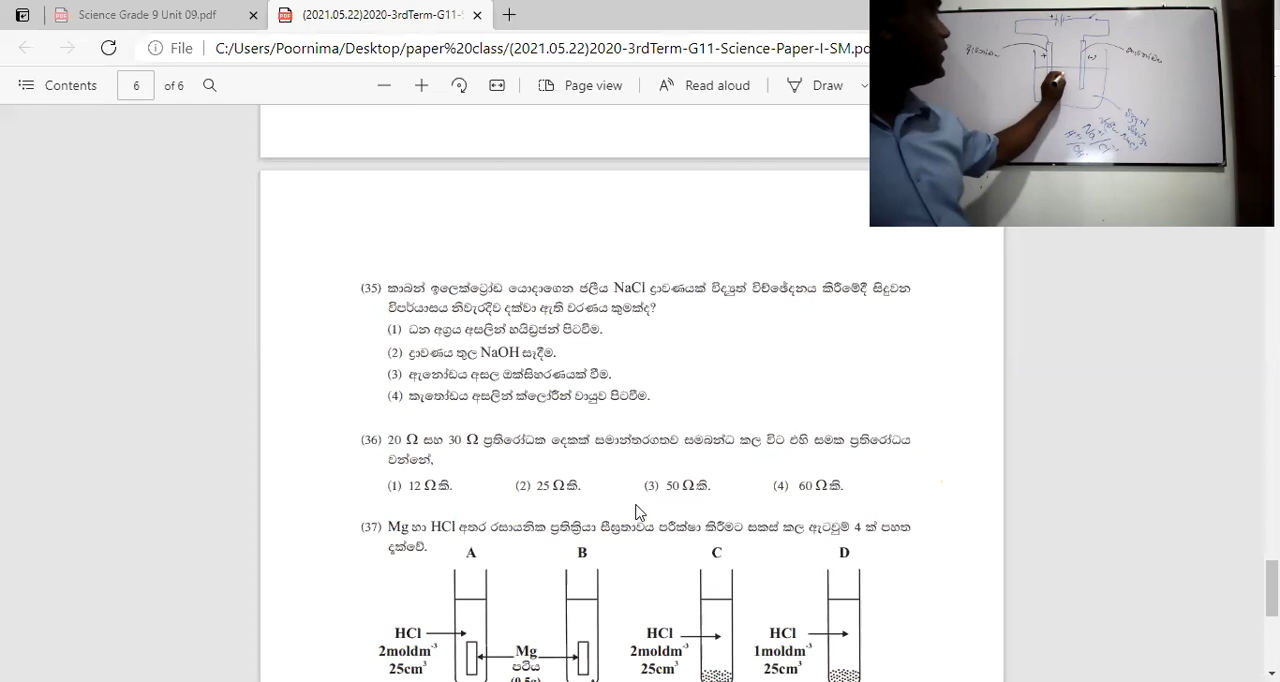 Science Grade 9 Unit 09.pdf
(2021.05.22)2020-3rdTerm-G11-S
File
C:/Users/Poornima/Desktop/paper%20class/(2021.05.22)2020-3rdTerm-G11-Science-Paper-I-SM.pd
Contents
6
of 6
Page view
Read aloud
Draw
(35) කාබන් ඉලෙක්ට්‍රෝඩ යොදාගෙන ජලීය NaCl ද්‍රාවණයක් විද්‍යුත් විච්ඡේදනය කිරීමේදී සිදුවන
විපර්යාසය නිවැරදිව දක්වා ඇති වරණය කුමක්ද?
(1) ධන අග්‍රය අසලින් හයිඩ්‍රජන් පිටවීම.
(2) ද්‍රාවණය තුල NaOH සෑදීම.
(3) ඇනෝඩය අසල ඔක්සිහරණයක් වීම.
(4) කැතෝඩය අසලින් ක්ලෝරීන් වායුව පිටවීම.
(36) 20 Ω සහ 30 Ω ප්‍රතිරෝධක දෙකක් සමාන්තරගතව සම්බන්ධ කල විට එහි සමක ප්‍රතිරෝධය
වන්නේ,
(1) 12 Ω කි. (2) 25 Ω කි. (3) 50 Ω කි. (4) 60 Ω කි.
(37) Mg හා HCl අතර රසායනික ප්‍රතික්‍රියා සීඝ්‍රතාවය පරීක්ෂා කිරීමට සකස් කල ඇටවුම් 4 ක් පහත
දැක්වේ.
A B C D
HCl HCl HCl
2moldm⁻³ Mg 2moldm⁻³ 1moldm⁻³
25cm³ පටිය 25cm³ 25cm³
(0.5g)